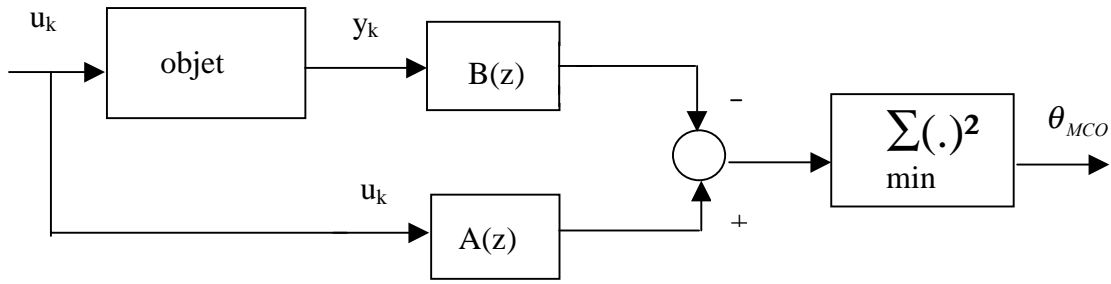 u_k
objet
y_k
B(z)
-
∑(.)²
min
θ_MCO
u_k
A(z)
+